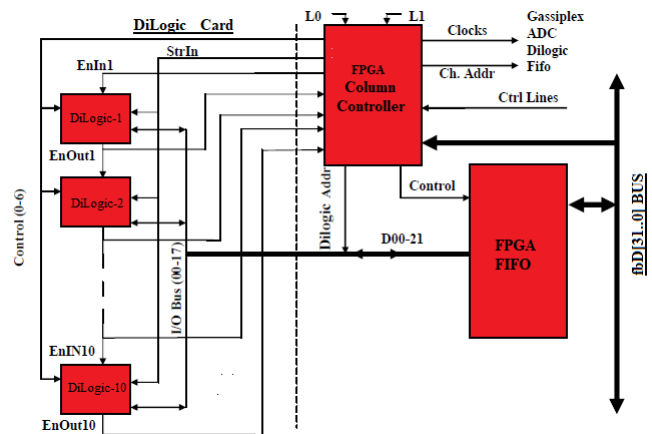 DiLogic Card
L0
L1
Gassiplex
ADC
Dilogic
Fifo
Clocks
StrIn
EnIn1
FPGA
Column
Controller
Ch. Addr
Ctrl Lines
DiLogic-1
EnOut1
DiLogic-2
Control (0-6)
I/O Bus (00-17)
Dilogic Addr
Control
D00-21
FPGA
FIFO
fbD[31..0] BUS
EnIN10
DiLogic-10
EnOut10